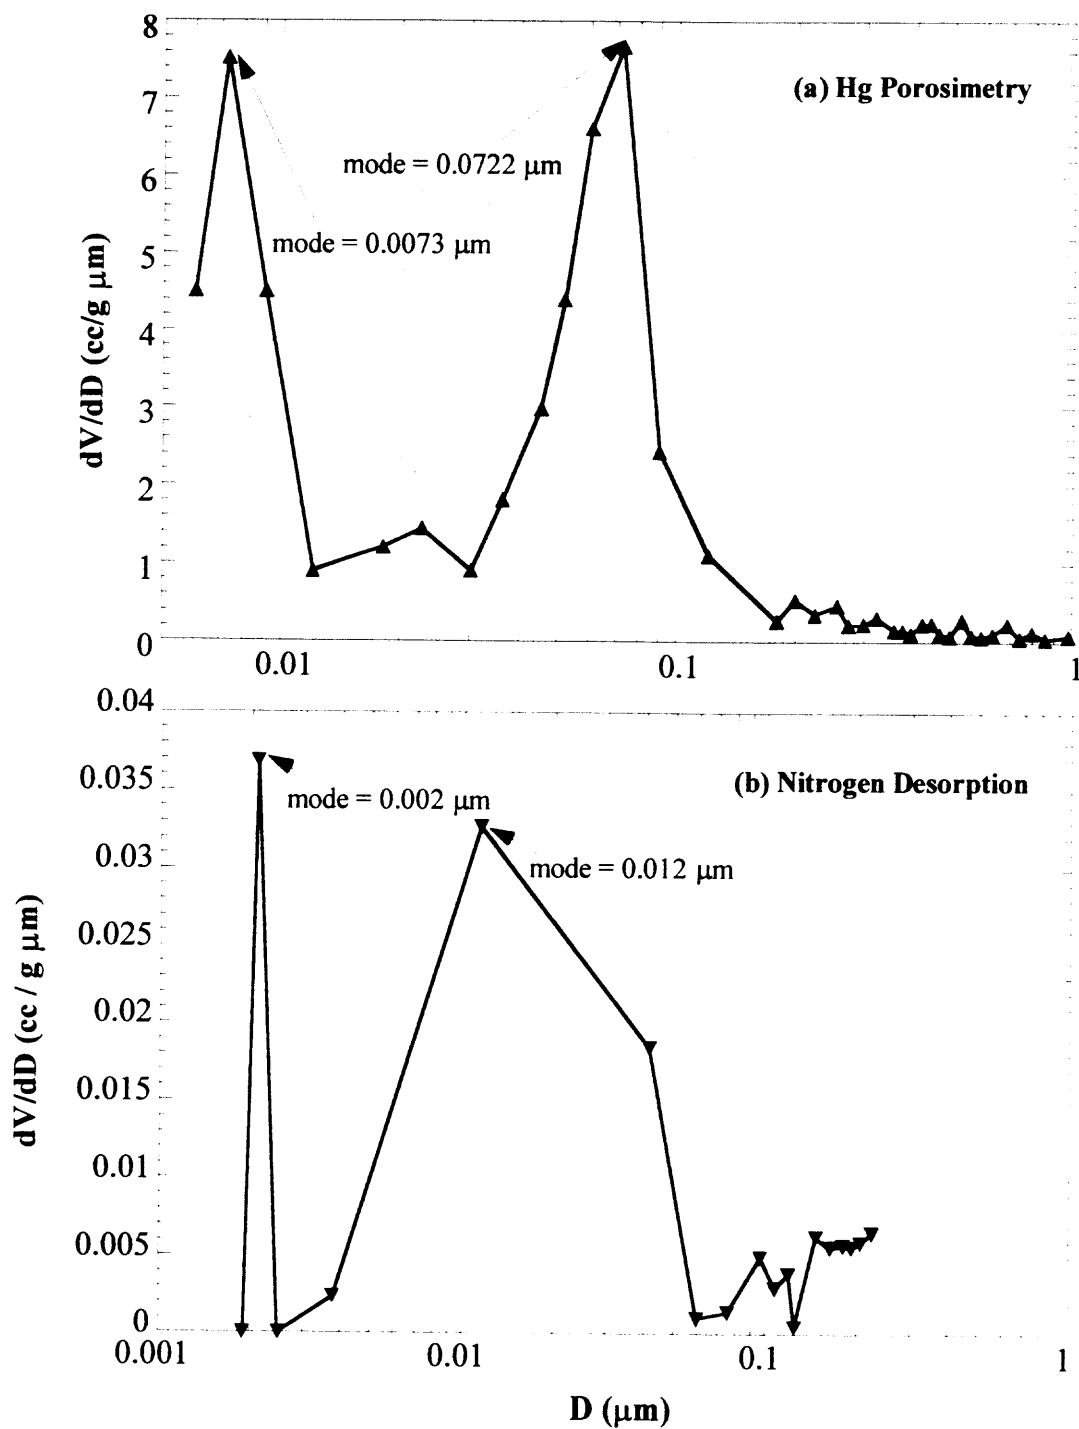 8
(a) Hg Porosimetry
7
mode = 0.0722 μm
6
mode = 0.0073 μm
5
4
3
2
1
0
dV/dD (cc/g μm)
0.01
0.1
1
0.04
0.035
(b) Nitrogen Desorption
mode = 0.002 μm
0.03
mode = 0.012 μm
0.025
0.02
0.015
0.01
0.005
0
dV/dD (cc / g μm)
0.001
0.01
0.1
1
D (μm)